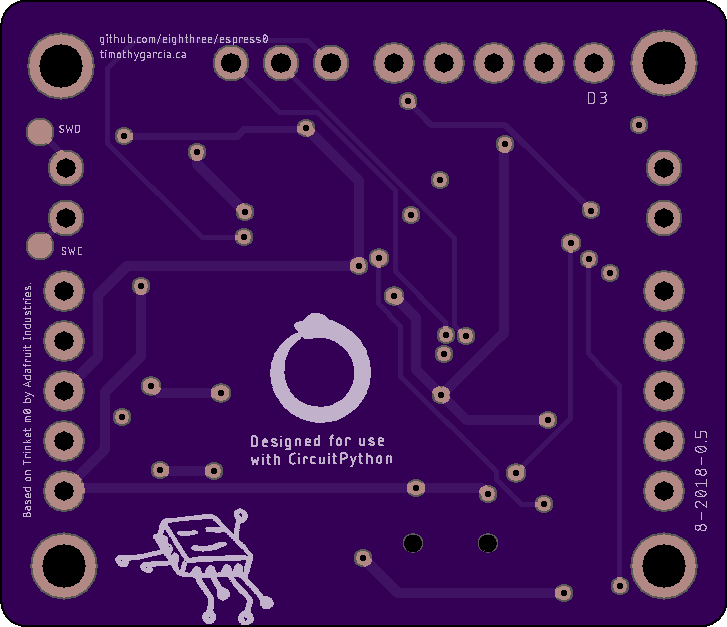 github.com/eighthree/espress0
timothygarcia.ca
D3
SWD
SWC
Based on Trinket m0 by Adafruit Industries.
Designed for use
with CircuitPython
8-2018-0.5